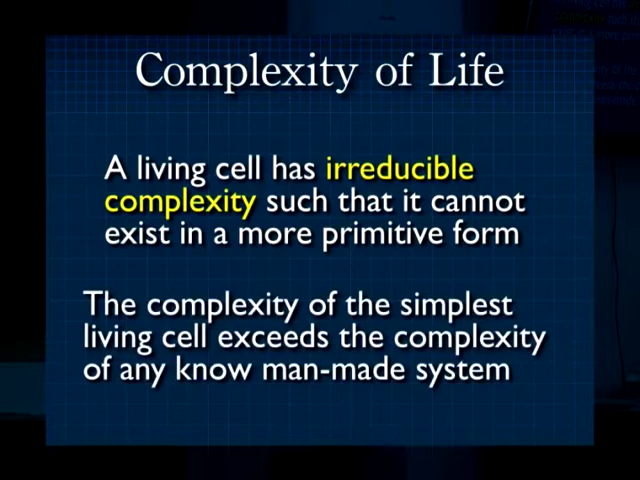 Complexity of Life
A living cell has irreducible
complexity such that it cannot
exist in a more primitive form
The complexity of the simplest
living cell exceeds the complexity
of any know man-made system